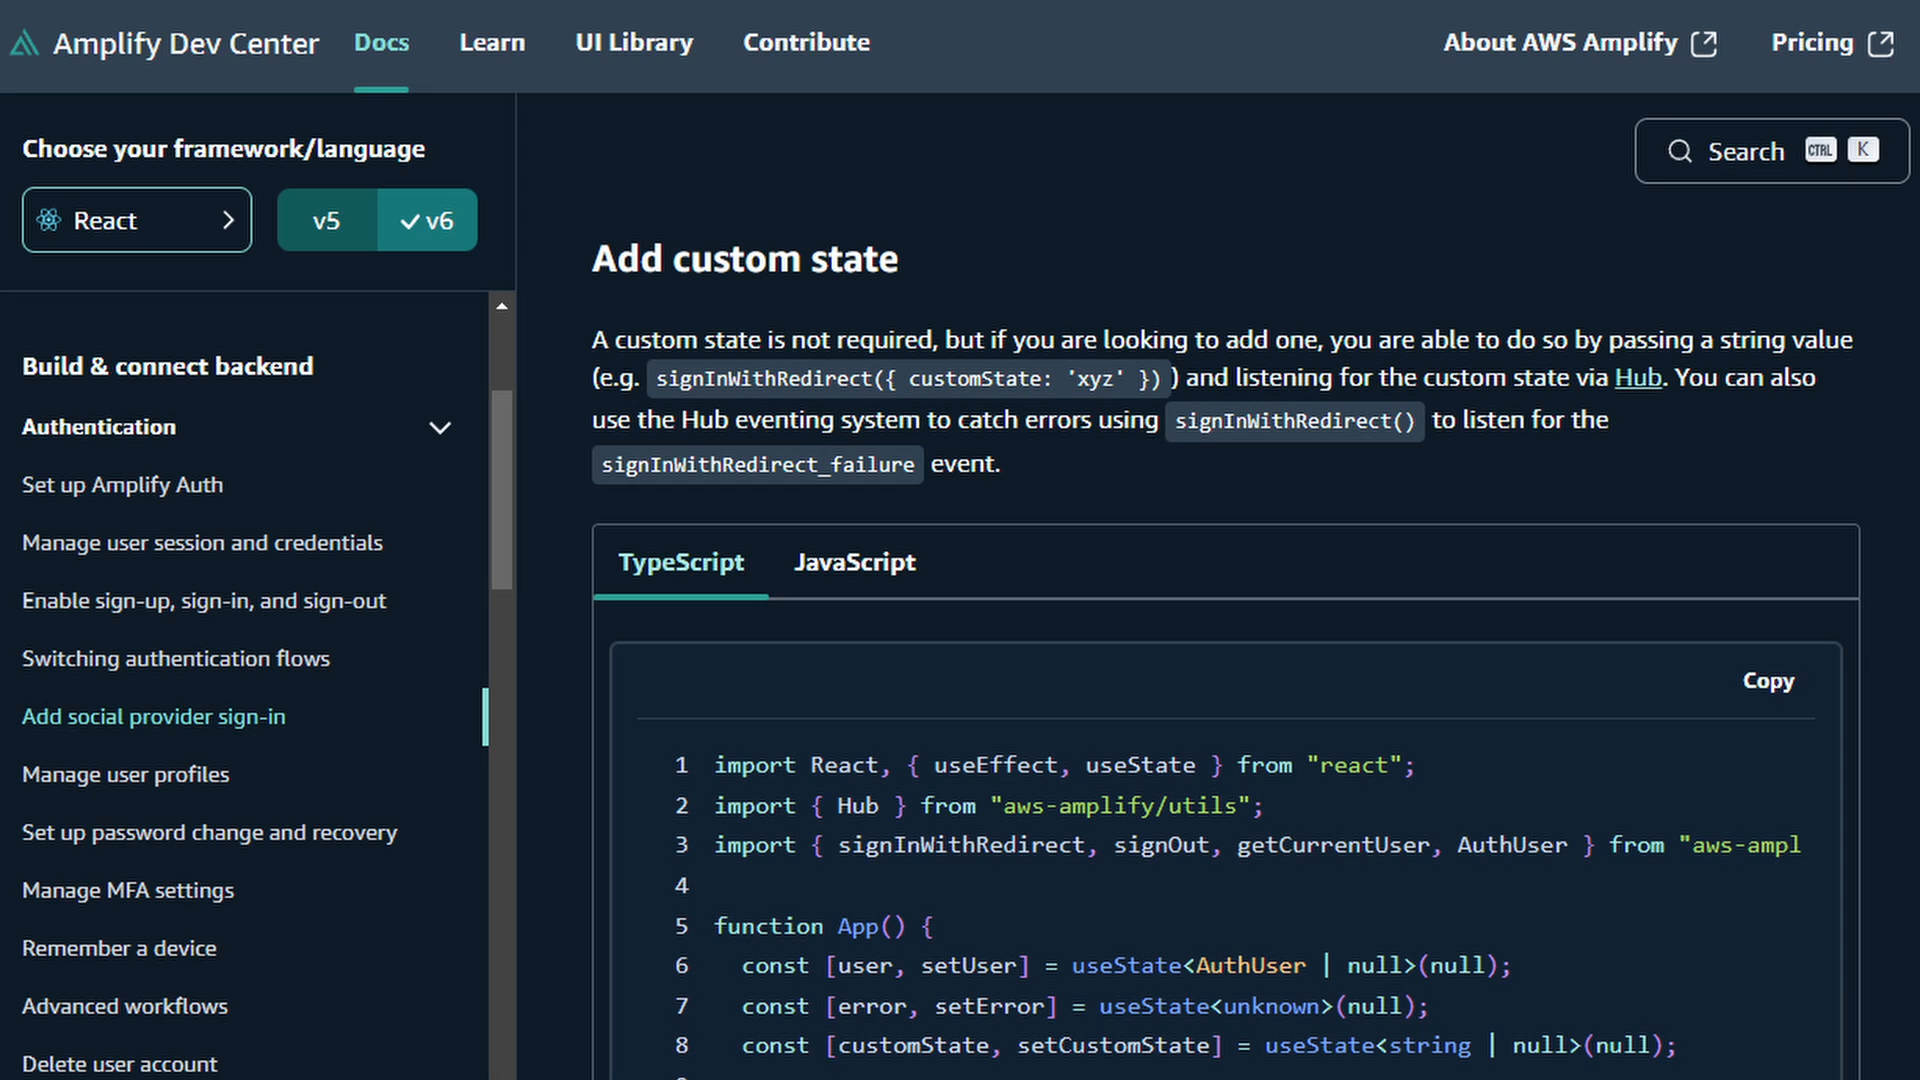 Amplify Dev Center Docs Learn UI Library Contribute About AWS Amplify Pricing
Choose your framework/language
React v5 v6
Build & connect backend
Authentication
Set up Amplify Auth
Manage user session and credentials
Enable sign-up, sign-in, and sign-out
Switching authentication flows
Add social provider sign-in
Manage user profiles
Set up password change and recovery
Manage MFA settings
Remember a device
Advanced workflows
Delete user account
Search CTRL K
Add custom state
A custom state is not required, but if you are looking to add one, you are able to do so by passing a string value
(e.g. signInWithRedirect({ customState: 'xyz' }) ) and listening for the custom state via Hub. You can also
use the Hub eventing system to catch errors using signInWithRedirect() to listen for the
signInWithRedirect_failure event.
TypeScript JavaScript
Copy
1 import React, { useEffect, useState } from "react";
2 import { Hub } from "aws-amplify/utils";
3 import { signInWithRedirect, signOut, getCurrentUser, AuthUser } from "aws-ampl
4
5 function App() {
6 const [user, setUser] = useState<AuthUser | null>(null);
7 const [error, setError] = useState<unknown>(null);
8 const [customState, setCustomState] = useState<string | null>(null);